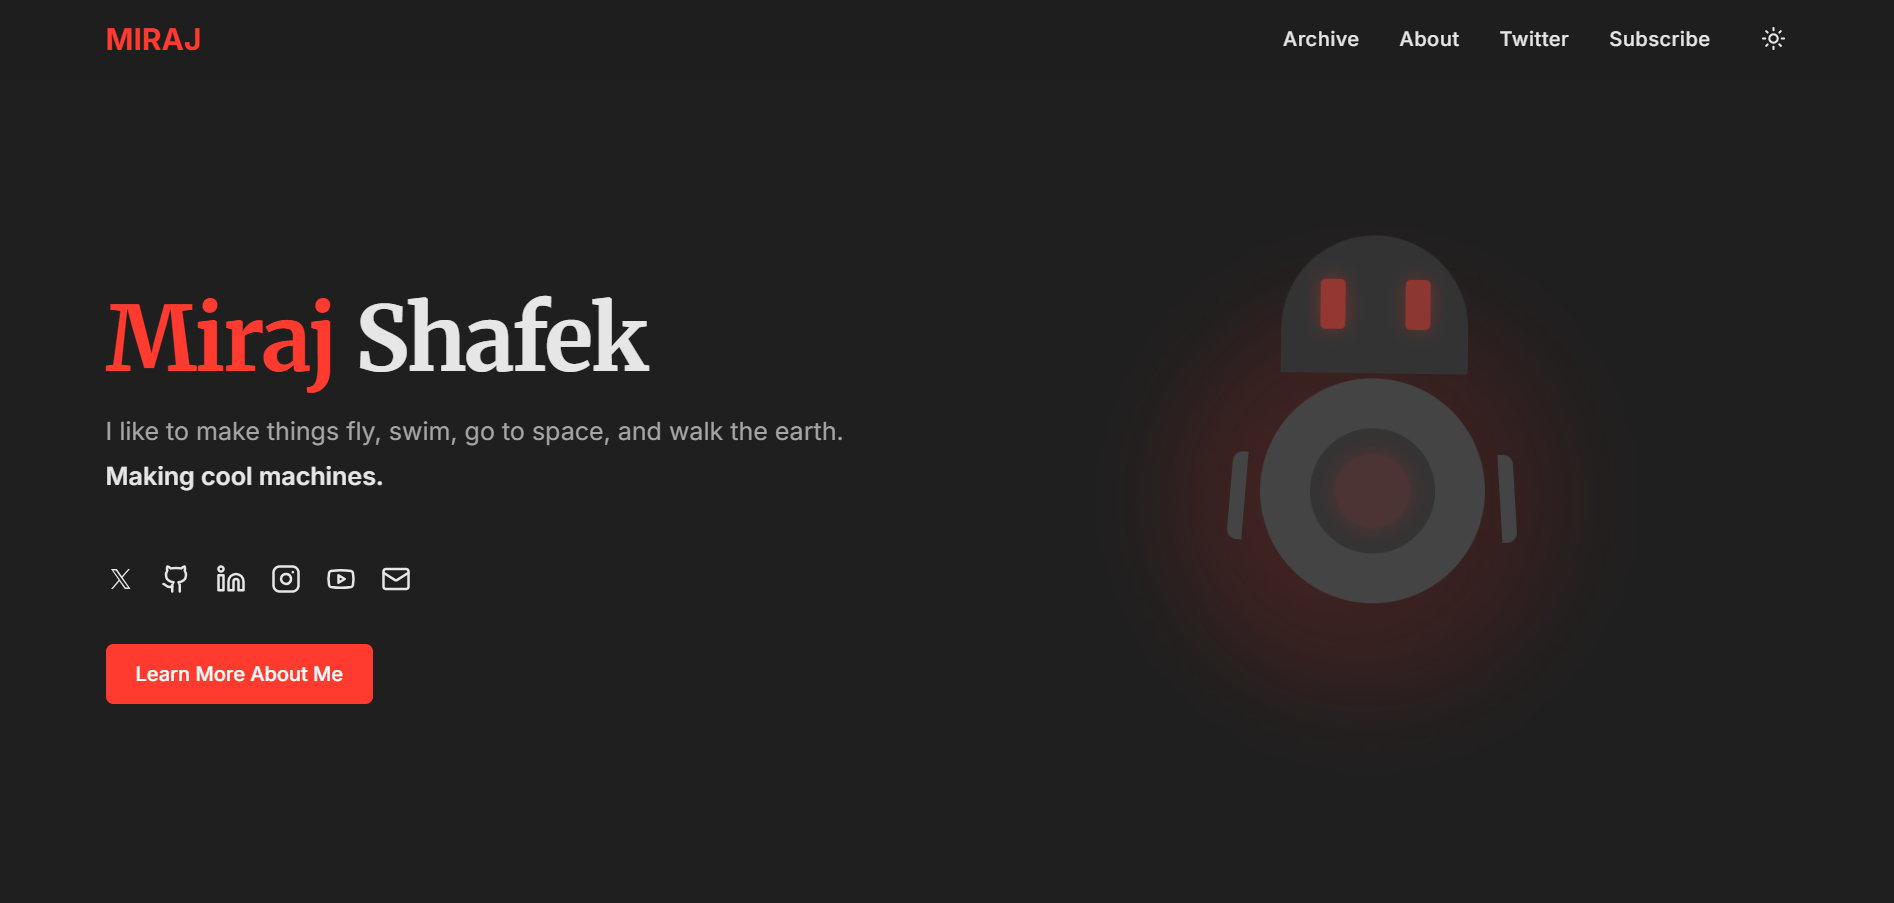 MIRAJ
Archive About Twitter Subscribe
Miraj Shafek
I like to make things fly, swim, go to space, and walk the earth.
Making cool machines.
Learn More About Me